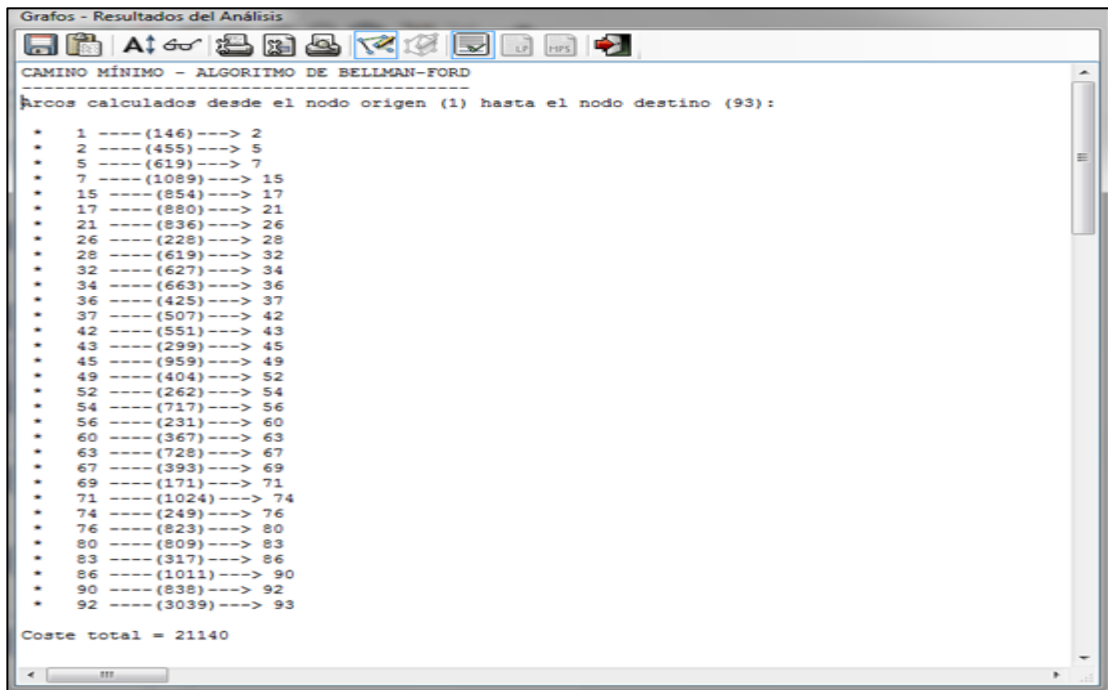 Grafos - Resultados del Análisis
A
LP
MPS
CAMINO MÍNIMO - ALGORITMO DE BELLMAN-FORD
-----------------------------------------
Arcos calculados desde el nodo origen (1) hasta el nodo destino (93):
* 1 ----(146)---> 2
* 2 ----(455)---> 5
* 5 ----(619)---> 7
* 7 ----(1089)---> 15
* 15 ----(854)---> 17
* 17 ----(880)---> 21
* 21 ----(836)---> 26
* 26 ----(228)---> 28
* 28 ----(619)---> 32
* 32 ----(627)---> 34
* 34 ----(663)---> 36
* 36 ----(425)---> 37
* 37 ----(507)---> 42
* 42 ----(551)---> 43
* 43 ----(299)---> 45
* 45 ----(959)---> 49
* 49 ----(404)---> 52
* 52 ----(262)---> 54
* 54 ----(717)---> 56
* 56 ----(231)---> 60
* 60 ----(367)---> 63
* 63 ----(728)---> 67
* 67 ----(393)---> 69
* 69 ----(171)---> 71
* 71 ----(1024)---> 74
* 74 ----(249)---> 76
* 76 ----(823)---> 80
* 80 ----(809)---> 83
* 83 ----(317)---> 86
* 86 ----(1011)---> 90
* 90 ----(838)---> 92
* 92 ----(3039)---> 93
Coste total = 21140